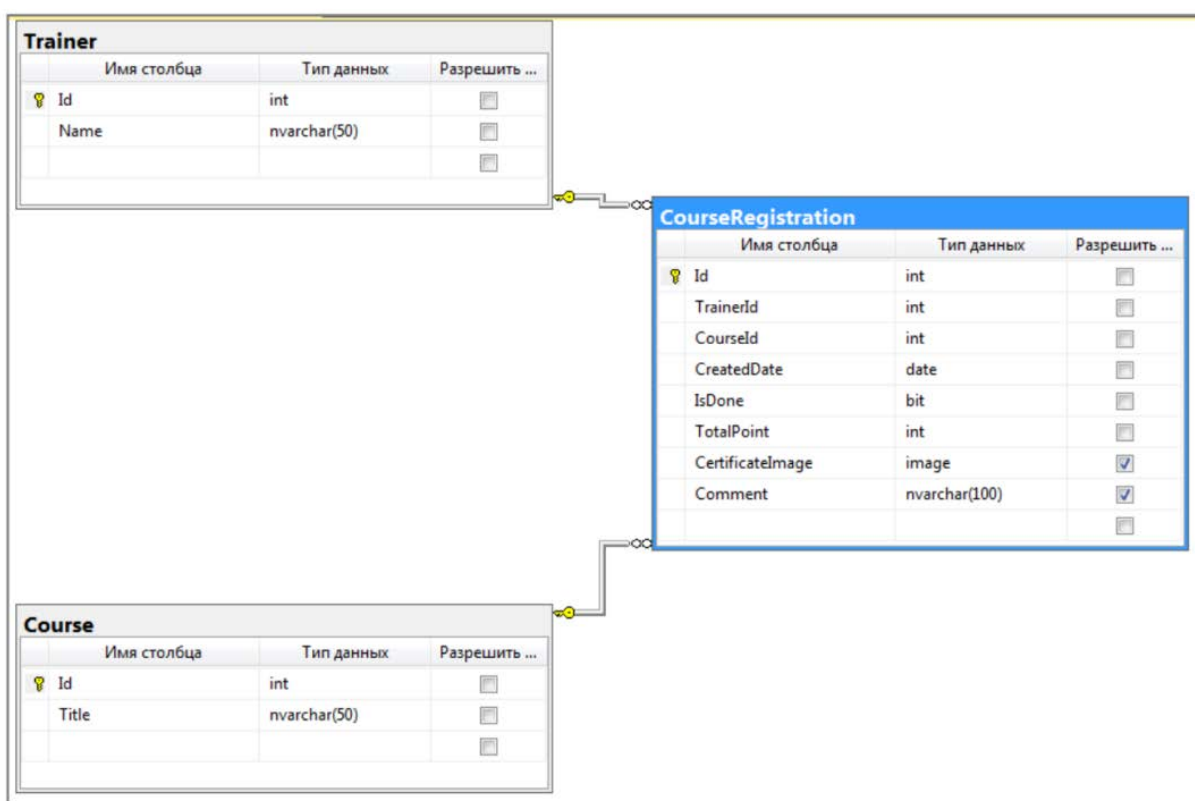 Trainer
Имя столбца Тип данных Разрешить ...
Id int
Name nvarchar(50)
CourseRegistration
Имя столбца Тип данных Разрешить ...
Id int
TrainerId int
CourseId int
CreatedDate date
IsDone bit
TotalPoint int
CertificateImage image
Comment nvarchar(100)
Course
Имя столбца Тип данных Разрешить ...
Id int
Title nvarchar(50)